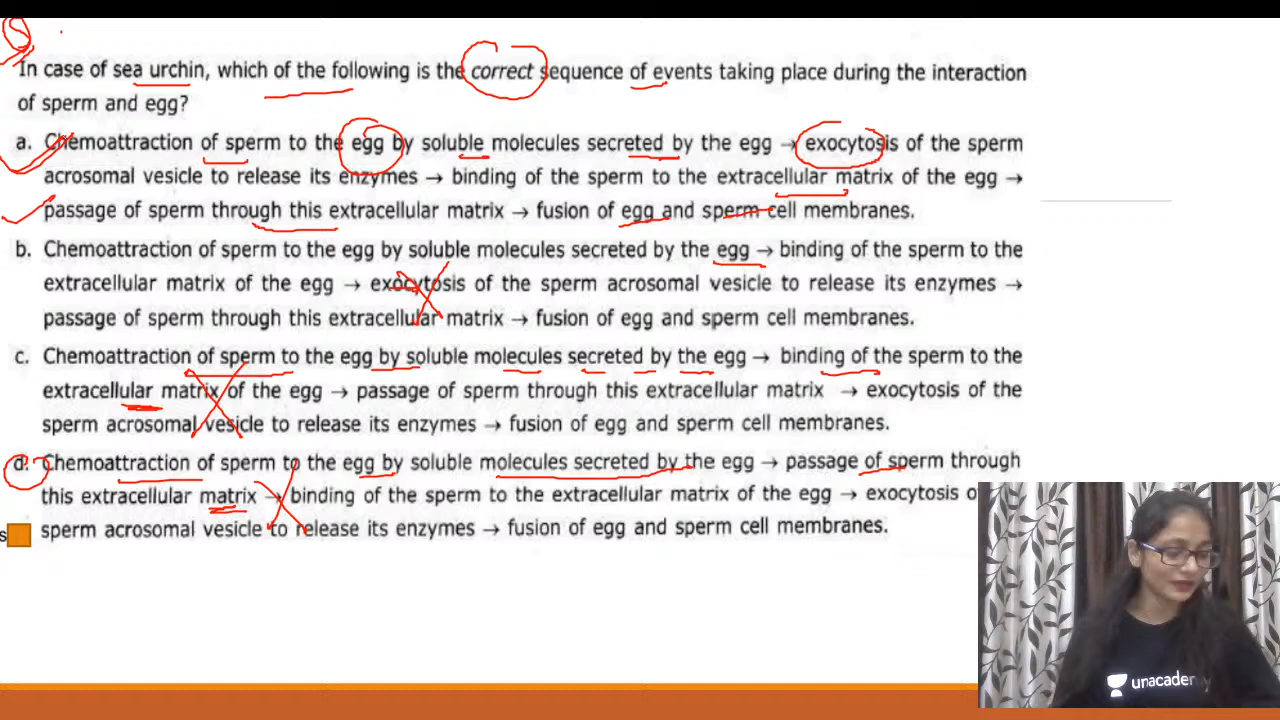 In case of sea urchin, which of the following is the correct sequence of events taking place during the interaction
of sperm and egg?
a. Chemoattraction of sperm to the egg by soluble molecules secreted by the egg → exocytosis of the sperm
acrosomal vesicle to release its enzymes → binding of the sperm to the extracellular matrix of the egg →
passage of sperm through this extracellular matrix → fusion of egg and sperm cell membranes.
b. Chemoattraction of sperm to the egg by soluble molecules secreted by the egg → binding of the sperm to the
extracellular matrix of the egg → exocytosis of the sperm acrosomal vesicle to release its enzymes →
passage of sperm through this extracellular matrix → fusion of egg and sperm cell membranes.
c. Chemoattraction of sperm to the egg by soluble molecules secreted by the egg → binding of the sperm to the
extracellular matrix of the egg → passage of sperm through this extracellular matrix → exocytosis of the
sperm acrosomal vesicle to release its enzymes → fusion of egg and sperm cell membranes.
d. Chemoattraction of sperm to the egg by soluble molecules secreted by the egg → passage of sperm through
this extracellular matrix → binding of the sperm to the extracellular matrix of the egg → exocytosis o
s sperm acrosomal vesicle to release its enzymes → fusion of egg and sperm cell membranes.
unacademy